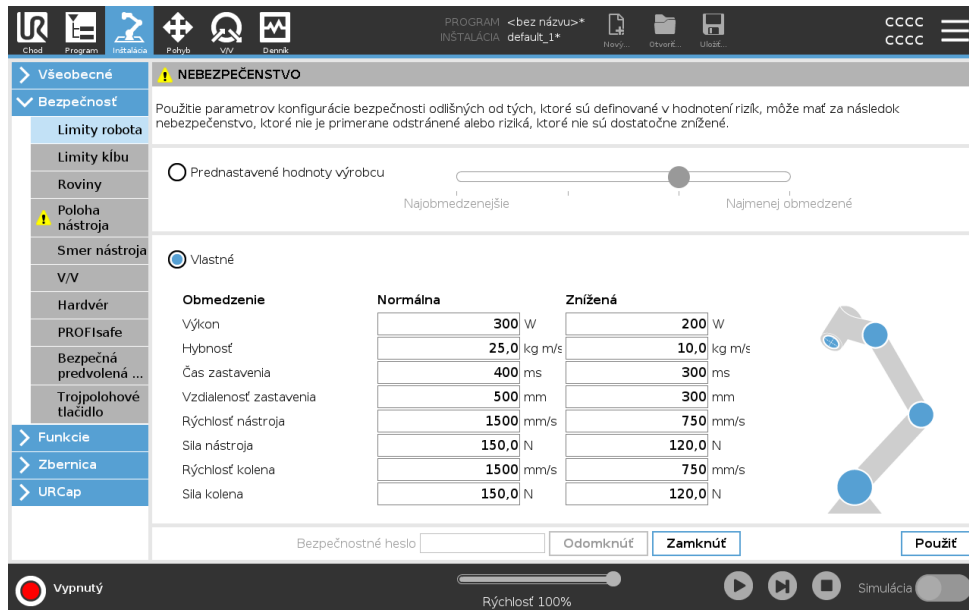 Chod
Program
Inštalácia
Pohyb
V/V
Denník
PROGRAM <bez názvu>*
INŠTALÁCIA default_1*
Nový...
Otvoriť...
Uložiť...
CCCC
CCCC
Všeobecné
Bezpečnosť
Limity robota
Limity kĺbu
Roviny
Poloha
nástroja
Smer nástroja
V/V
Hardvér
PROFIsafe
Bezpečná
predvolená ...
Trojpolohové
tlačidlo
Funkcie
Zbernica
URCap
NEBEZPEČENSTVO
Použitie parametrov konfigurácie bezpečnosti odlišných od tých, ktoré sú definované v hodnotení rizík, môže mať za následok
nebezpečenstvo, ktoré nie je primerane odstránené alebo riziká, ktoré nie sú dostatočne znížené.
Prednastavené hodnoty výrobcu
Najobmedzenejšie
Najmenej obmedzené
Vlastné
Obmedzenie Normálna Znížená
Výkon 300 W 200 W
Hybnosť 25,0 kg m/s 10,0 kg m/s
Čas zastavenia 400 ms 300 ms
Vzdialenosť zastavenia 500 mm 300 mm
Rýchlosť nástroja 1500 mm/s 750 mm/s
Sila nástroja 150,0 N 120,0 N
Rýchlosť kolena 1500 mm/s 750 mm/s
Sila kolena 150,0 N 120,0 N
Bezpečnostné heslo
Odomknúť
Zamknúť
Použiť
Vypnutý
Rýchlosť 100%
Simulácia